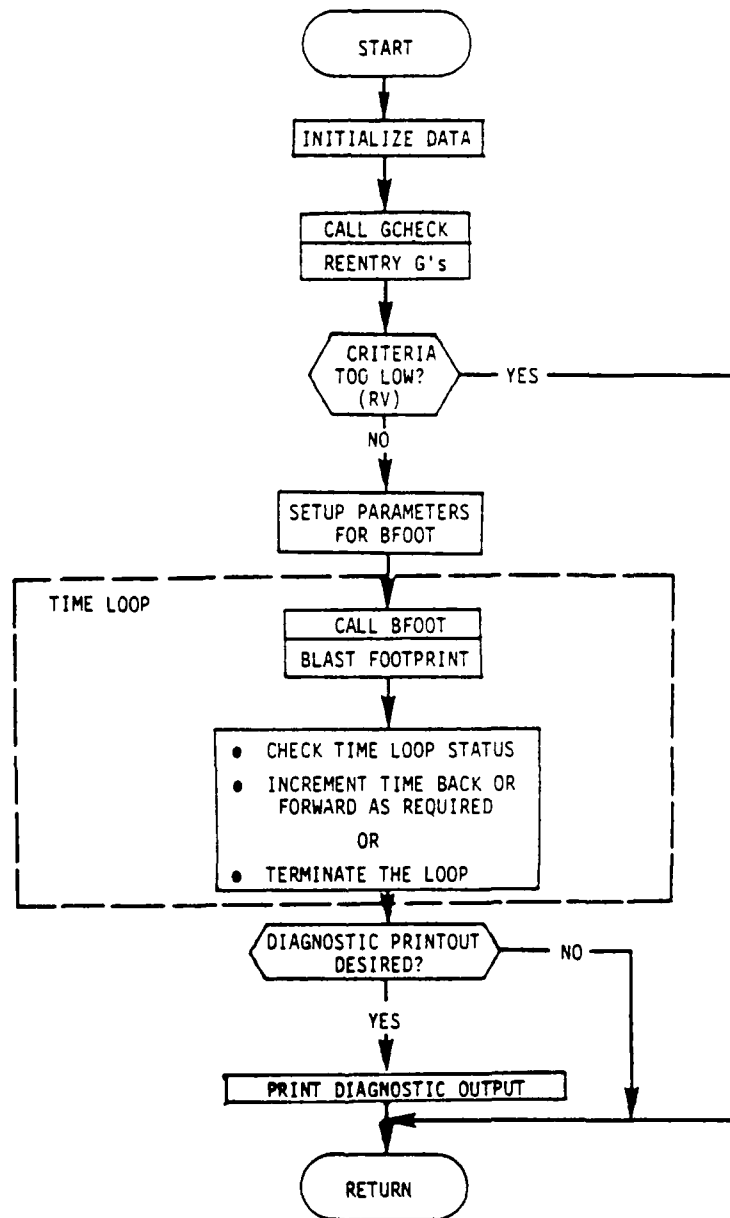 START
INITIALIZE DATA
CALL GCHECK
REENTRY G's
CRITERIA
TOO LOW?
(RV)
YES
NO
SETUP PARAMETERS
FOR BFOOT
TIME LOOP
CALL BFOOT
BLAST FOOTPRINT
• CHECK TIME LOOP STATUS
• INCREMENT TIME BACK OR
FORWARD AS REQUIRED
OR
• TERMINATE THE LOOP
DIAGNOSTIC PRINTOUT
DESIRED?
NO
YES
PRINT DIAGNOSTIC OUTPUT
RETURN